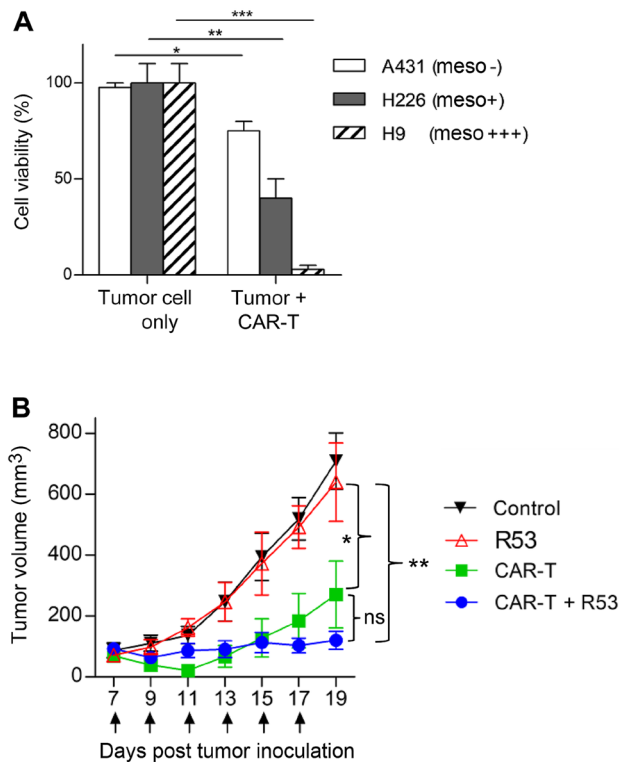 A
***
**
*
Cell viability (%)
100
50
0
A431 (meso -)
H226 (meso+)
H9 (meso +++)
Tumor cell only
Tumor + CAR-T
B
Tumor volume (mm³)
800
600
400
200
0
Control
R53
CAR-T
CAR-T + R53
*
**
ns
7 9 11 13 15 17 19
Days post tumor inoculation